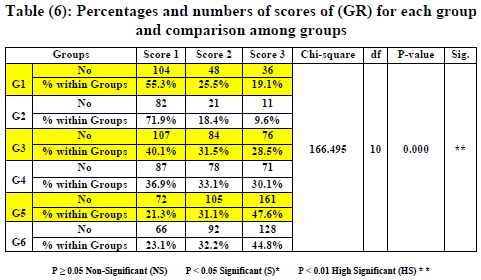 Table (6): Percentages and numbers of scores of (GR) for each group
and comparison among groups
Groups Score 1 Score 2 Score 3 Chi-square df P-value Sig.
G1 No 104 48 36
% within Groups 55.3% 25.5% 19.1%
G2 No 82 21 11
% within Groups 71.9% 18.4% 9.6%
G3 No 107 84 76
% within Groups 40.1% 31.5% 28.5%
166.495 10 0.000 **
G4 No 87 78 71
% within Groups 36.9% 33.1% 30.1%
G5 No 72 105 161
% within Groups 21.3% 31.1% 47.6%
G6 No 66 92 128
% within Groups 23.1% 32.2% 44.8%
P ≥ 0.05 Non-Significant (NS) P < 0.05 Significant (S)* P < 0.01 High Significant (HS) * *